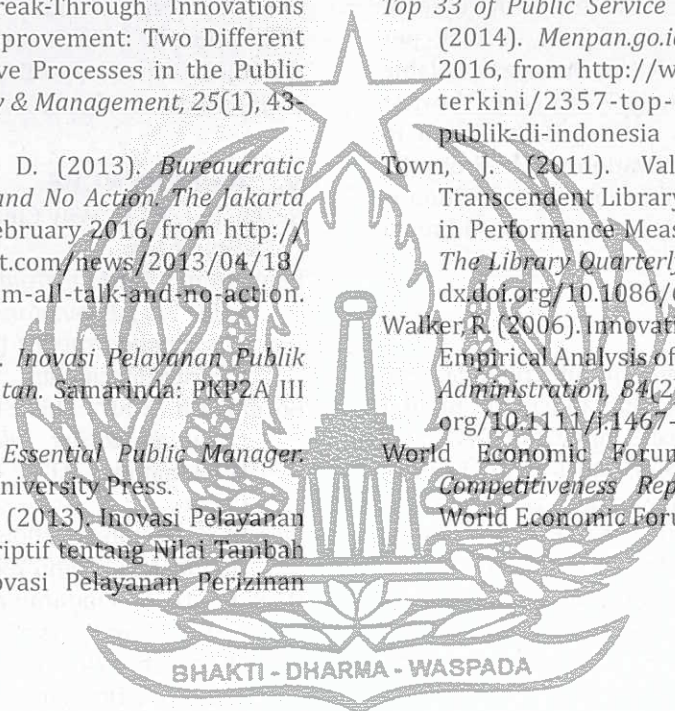 eak-Through Innovations
provement: Two Different
ve Processes in the Public
y & Management, 25(1), 43-
D. (2013). Bureaucratic
and No Action. The Jakarta
ebruary 2016, from http://
t.com/news/2013/04/18/
m-all-talk-and-no-action.
. Inovasi Pelayanan Publik
tan. Samarinda: PKP2A III
Essential Public Manager.
niversity Press.
(2013). Inovasi Pelayanan
riptif tentang Nilai Tambah
ovasi Pelayanan Perizinan
Top 33 of Public Service
(2014). Menpan.go.id
2016, from http://w
terkini/2357-top-
publik-di-indonesia
Town, J. (2011). Val
Transcendent Library
in Performance Meas
The Library Quarterly
dx.doi.org/10.1086/
Walker, R. (2006). Innovati
Empirical Analysis of
Administration, 84(2
org/10.1111/j.1467-
World Economic Forum
Competitiveness Rep
World Economic Foru
BHAKTI - DHARMA - WASPADA